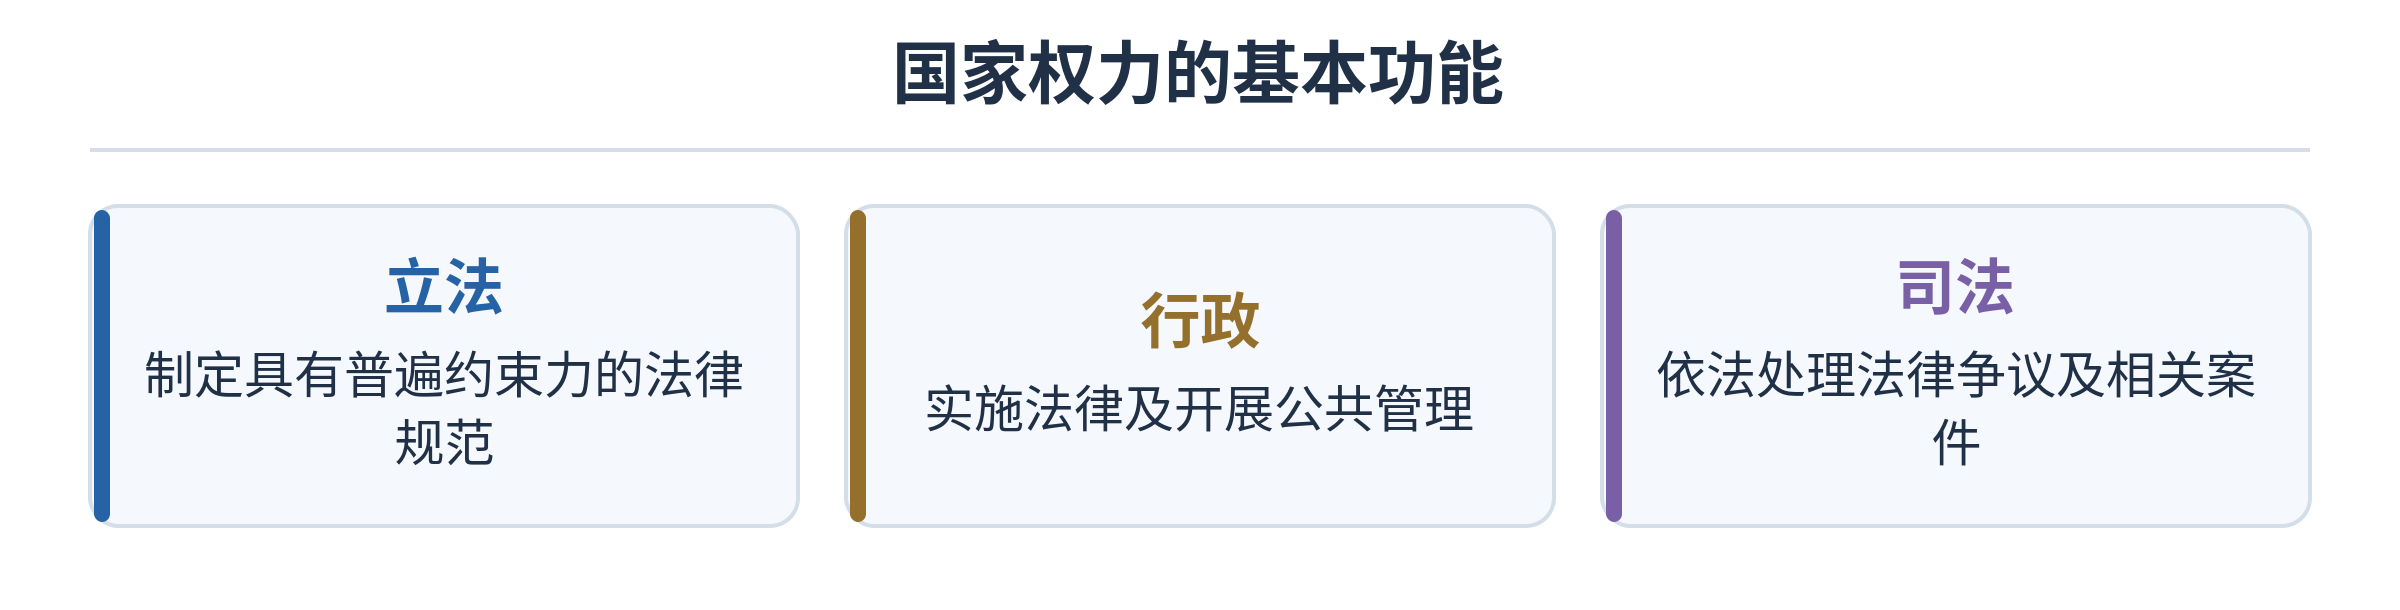 国家权力的基本功能
立法
制定具有普遍约束力的法律
规范
行政
实施法律及开展公共管理
司法
依法处理法律争议及相关案
件